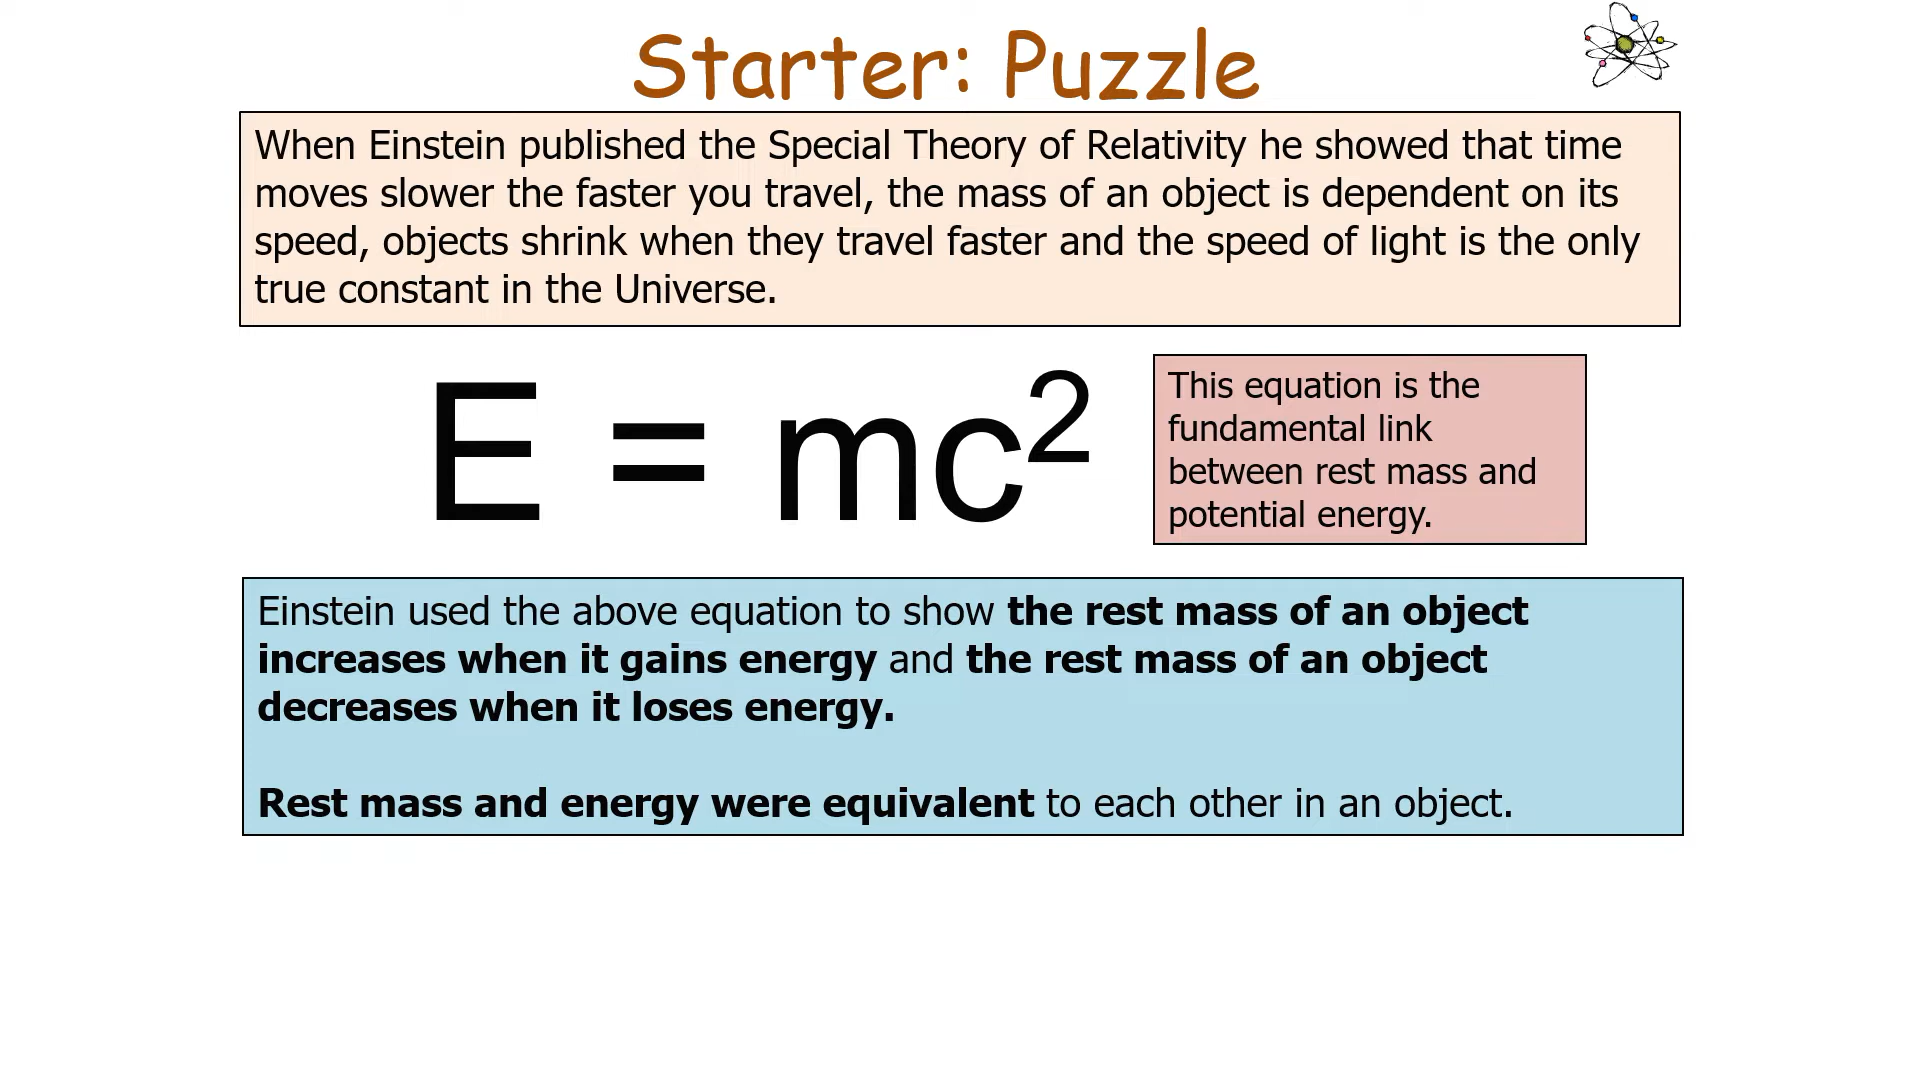 Starter: Puzzle
When Einstein published the Special Theory of Relativity he showed that time
moves slower the faster you travel, the mass of an object is dependent on its
speed, objects shrink when they travel faster and the speed of light is the only
true constant in the Universe.
E = mc²
This equation is the
fundamental link
between rest mass and
potential energy.
Einstein used the above equation to show the rest mass of an object
increases when it gains energy and the rest mass of an object
decreases when it loses energy.
Rest mass and energy were equivalent to each other in an object.